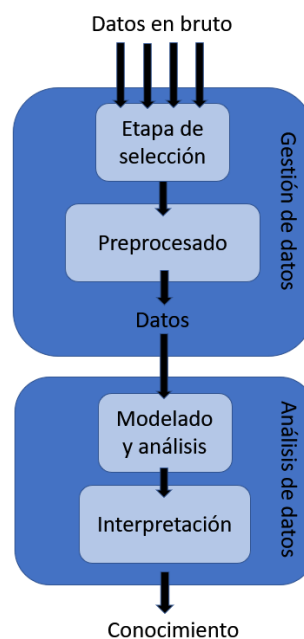 Datos en bruto
Etapa de
selección
Gestión de datos
Preprocesado
Datos
Modelado
y análisis
Análisis de datos
Interpretación
Conocimiento